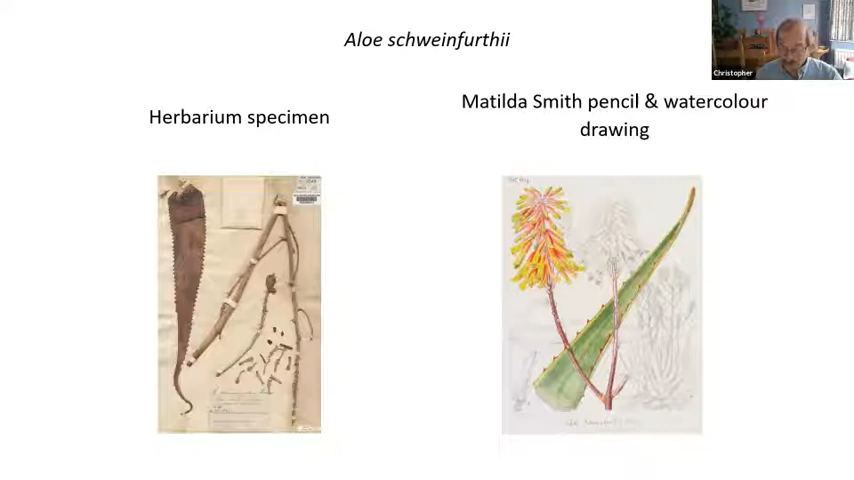 Aloe schweinfurthii
Christopher
Herbarium specimen
Matilda Smith pencil & watercolour
drawing